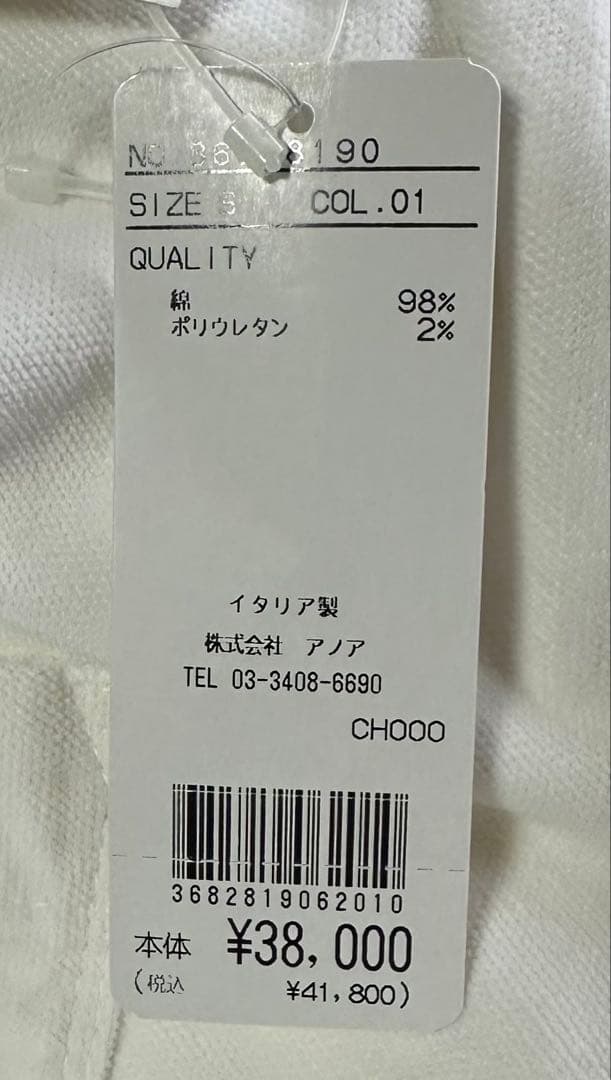 NO 8190
SIZE S COL.01
QUALITY
綿 98%
ポリウレタン 2%
イタリア製
株式会社 アノア
TEL 03-3408-6690
CH000
3682819062010
本体 ¥38,000
(税込 ¥41,800)